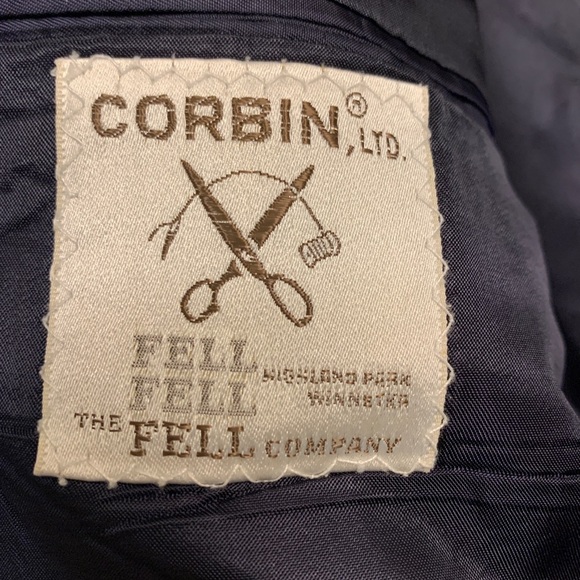 CORBIN®, LTD.
FELL
FELL HIGHLAND PARK
WINNETKA
THE FELL COMPANY